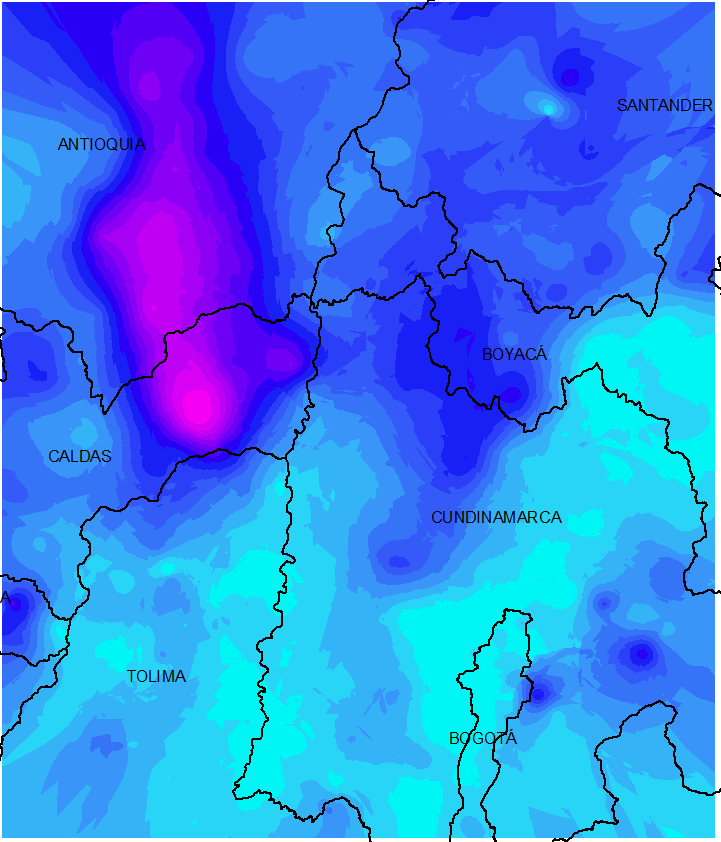 SANTANDER
ANTIOQUIA
BOYACÁ
CALDAS
CUNDINAMARCA
A
TOLIMA
BOGOTÁ